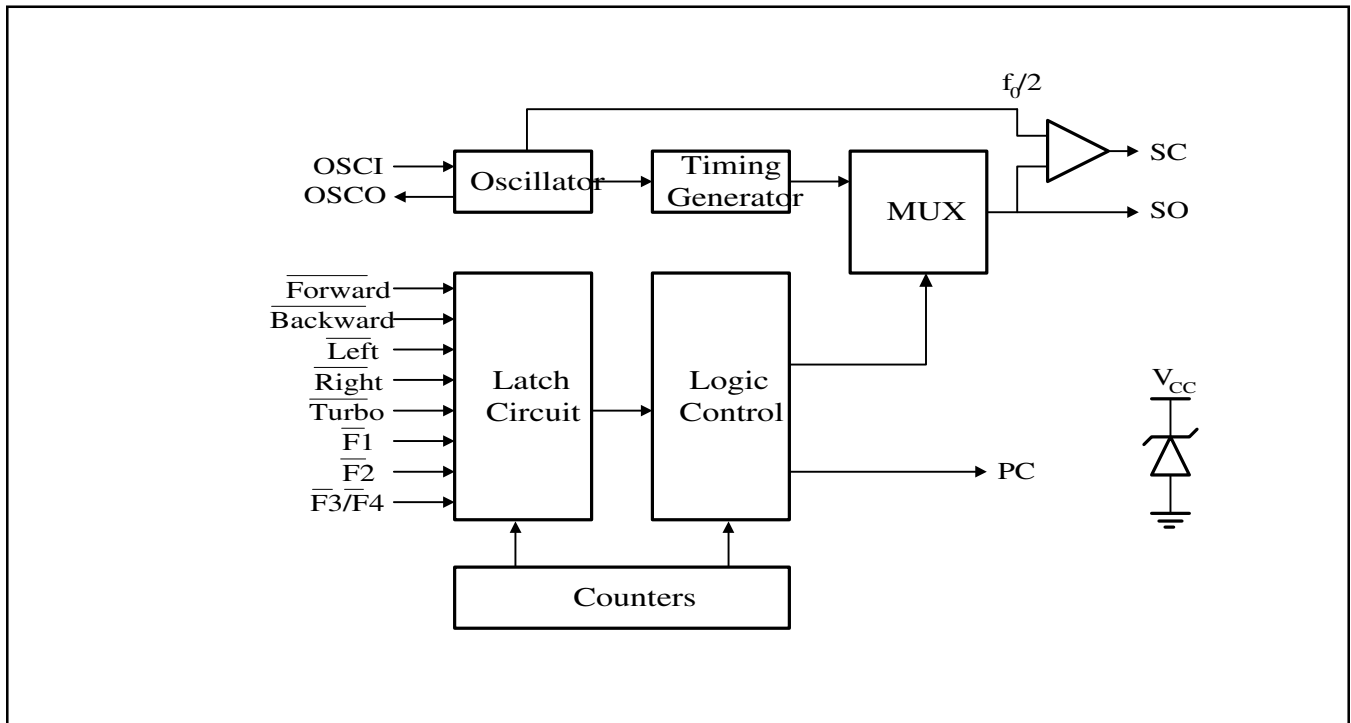 f0/2
OSCI
OSCO
Oscillator
Timing
Generator
MUX
SC
SO
Forward
Backward
Left
Right
Turbo
F1
F2
F3/F4
Latch
Circuit
Logic
Control
VCC
PC
Counters